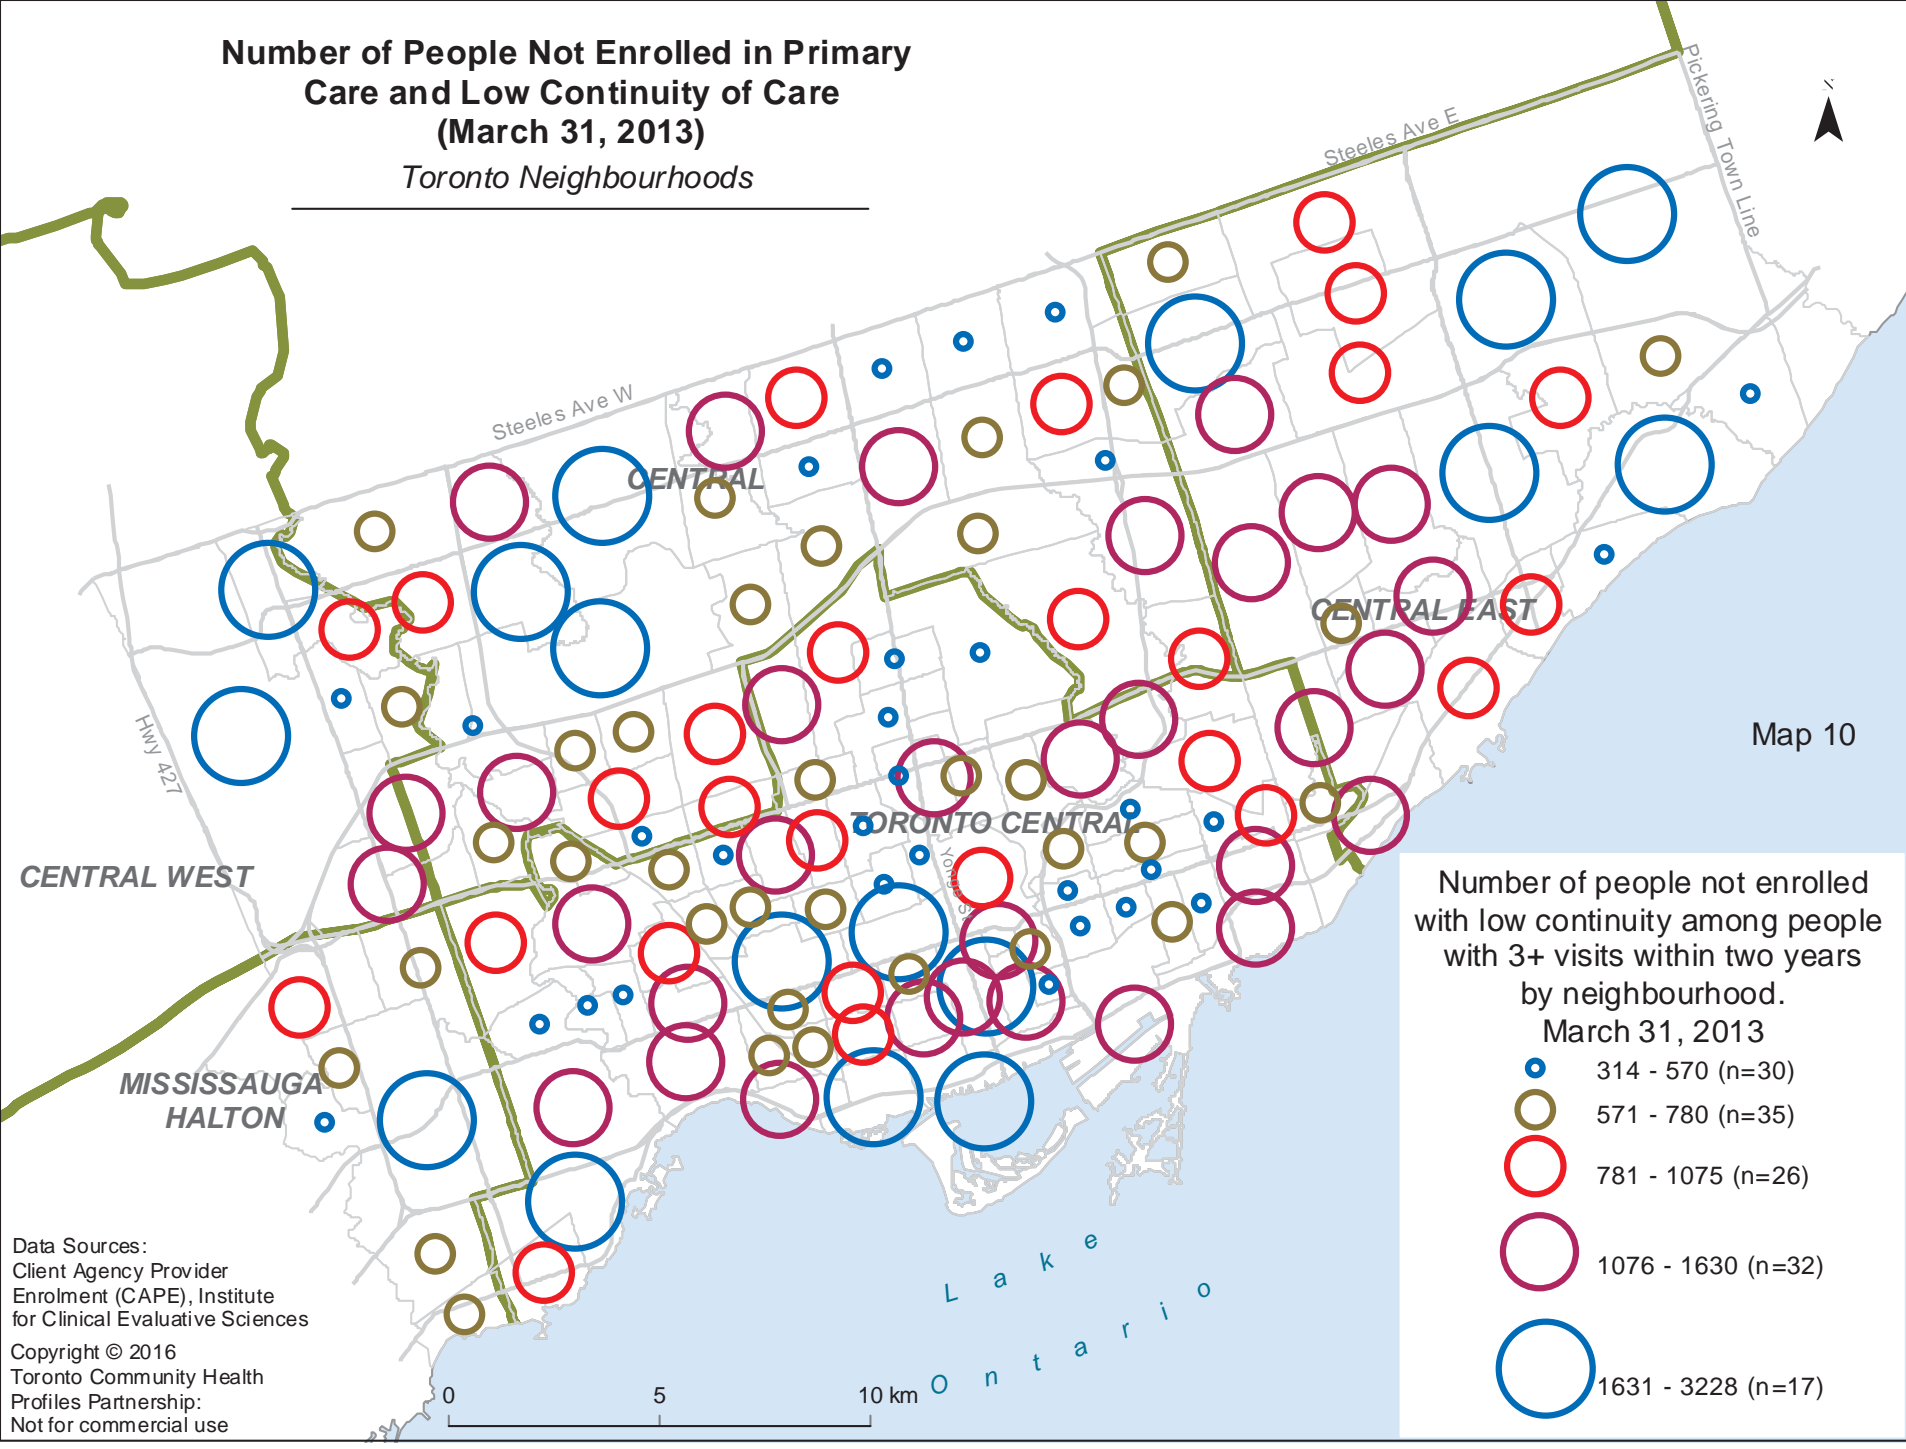 Number of People Not Enrolled in Primary
Care and Low Continuity of Care
(March 31, 2013)
Toronto Neighbourhoods
N
Pickering Town Line
Steeles Ave E
Steeles Ave W
CENTRAL
CENTRAL EAST
Hwy 427
Map 10
TORONTO CENTRAL
Yonge St
CENTRAL WEST
MISSISSAUGA
HALTON
Number of people not enrolled
with low continuity among people
with 3+ visits within two years
by neighbourhood.
March 31, 2013
314 - 570 (n=30)
571 - 780 (n=35)
781 - 1075 (n=26)
1076 - 1630 (n=32)
1631 - 3228 (n=17)
Lake
Ontario
Data Sources:
Client Agency Provider
Enrolment (CAPE), Institute
for Clinical Evaluative Sciences
Copyright © 2016
Toronto Community Health
Profiles Partnership:
Not for commercial use
0 5 10 km